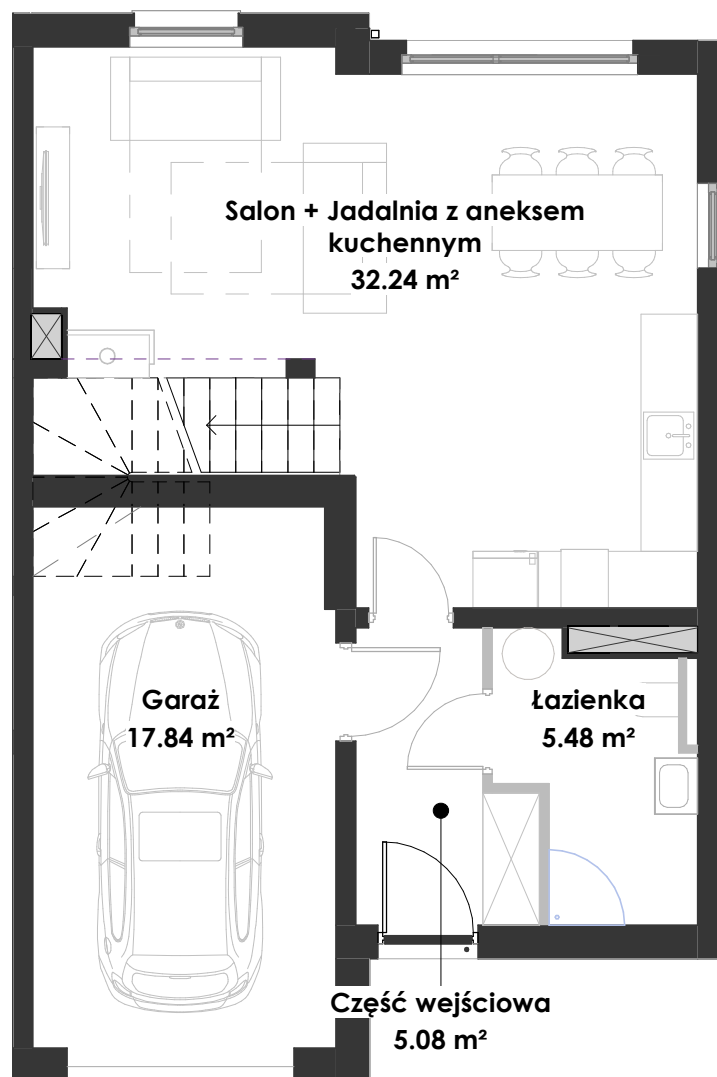 Salon + Jadalnia z aneksem
kuchennym
32.24 m²
Garaż
17.84 m²
Łazienka
5.48 m²
Część wejściowa
5.08 m²